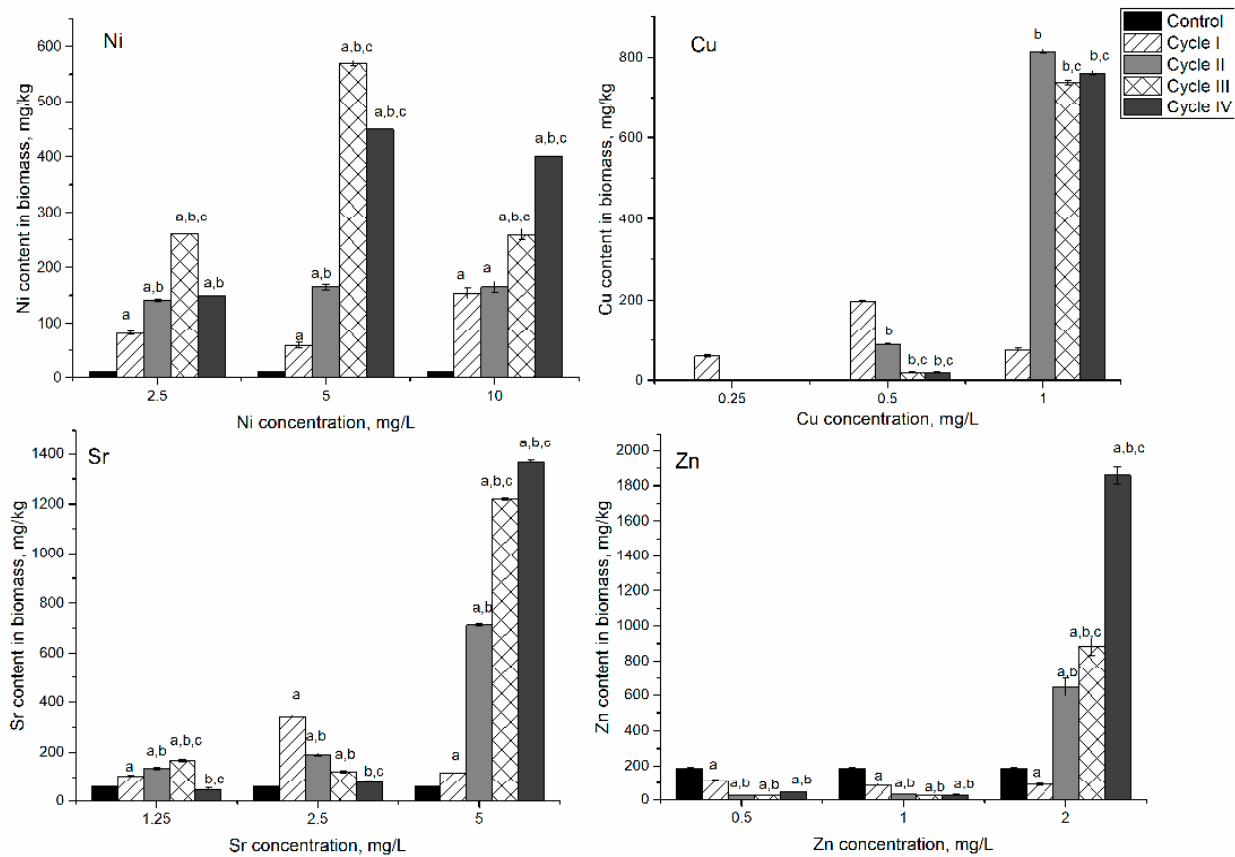 Ni
Ni content in biomass, mg/kg
600
500
400
300
200
100
0
a
a,b
a,b,c
a,b
a
a,b
a,b,c
a,b,c
a
a
a,b,c
a,b,c
2.5
5
10
Ni concentration, mg/L
Cu
Cu content in biomass, mg/kg
800
600
400
200
0
b
b,c
b,c
b
b,c
b,c
0.25
0.5
1
Cu concentration, mg/L
Control
Cycle I
Cycle II
Cycle III
Cycle IV
Sr
Sr content in biomass, mg/kg
1400
1200
1000
800
600
400
200
0
a
a,b
a,b,c
b,c
a
a,b
a,b
b,c
a
a,b
a,b,c
a,b,c
1.25
2.5
5
Sr concentration, mg/L
Zn
Zn content in biomass, mg/kg
2000
1800
1600
1400
1200
1000
800
600
400
200
0
a
a,b
a,b
a,b
a
a,b
a,b
a,b
a
a,b
a,b,c
a,b,c
0.5
1
2
Zn concentration, mg/L